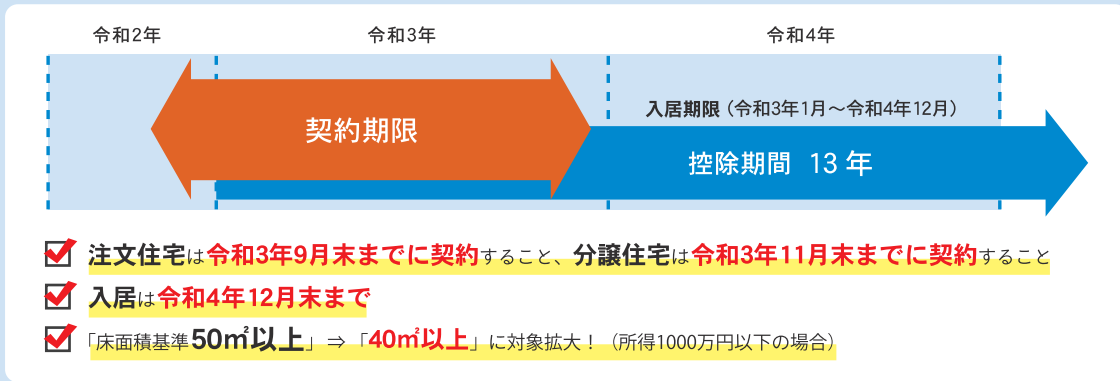 令和2年 令和3年 令和4年
入居期限（令和3年1月～令和4年12月）
契約期限
控除期間 13年
注文住宅は令和3年9月末までに契約すること、分譲住宅は令和3年11月末までに契約すること
入居は令和4年12月末まで
「床面積基準50㎡以上」⇒「40㎡以上」に対象拡大！（所得1000万円以下の場合）